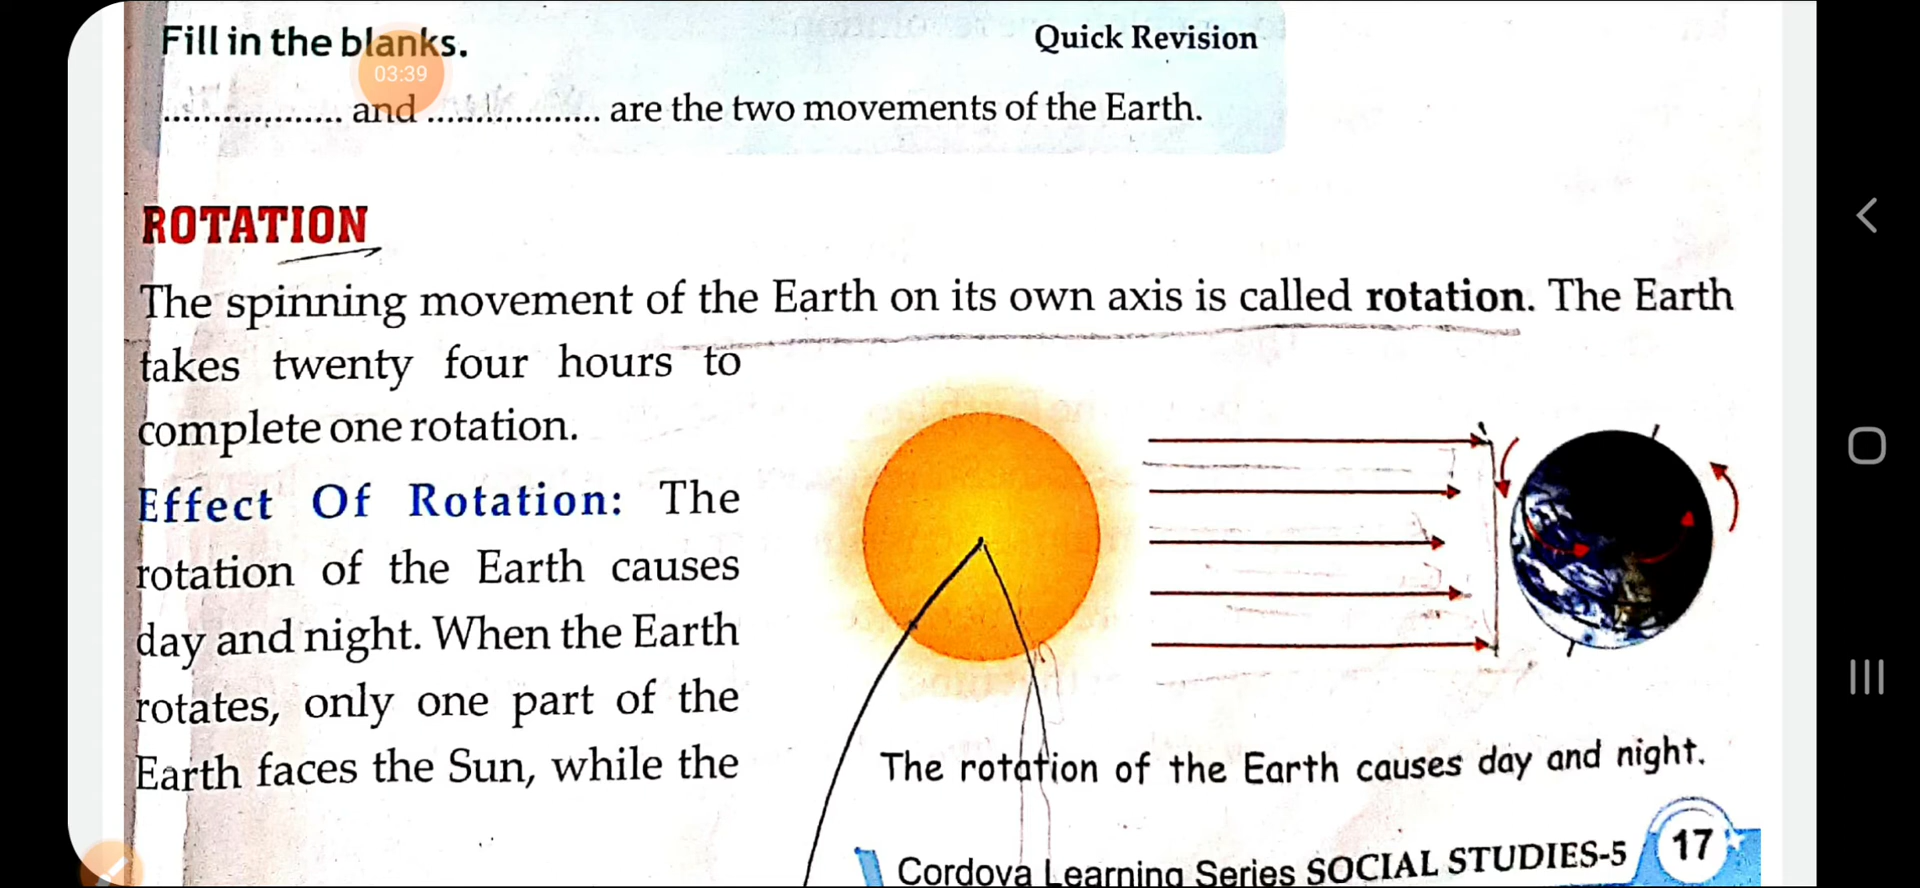 Fill in the blanks.
Quick Revision
03:39
.................. and .................. are the two movements of the Earth.
ROTATION
The spinning movement of the Earth on its own axis is called rotation. The Earth
takes twenty four hours to
complete one rotation.
Effect Of Rotation: The
rotation of the Earth causes
day and night. When the Earth
rotates, only one part of the
Earth faces the Sun, while the
The rotation of the Earth causes day and night.
Cordova Learning Series SOCIAL STUDIES-5
17